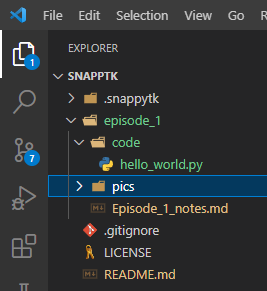 File
Edit
Selection
View
1
EXPLORER
SNAPPTK
.snappytk
episode_1
code
hello_world.py
7
pics
Episode_1_notes.md
.gitignore
LICENSE
README.md